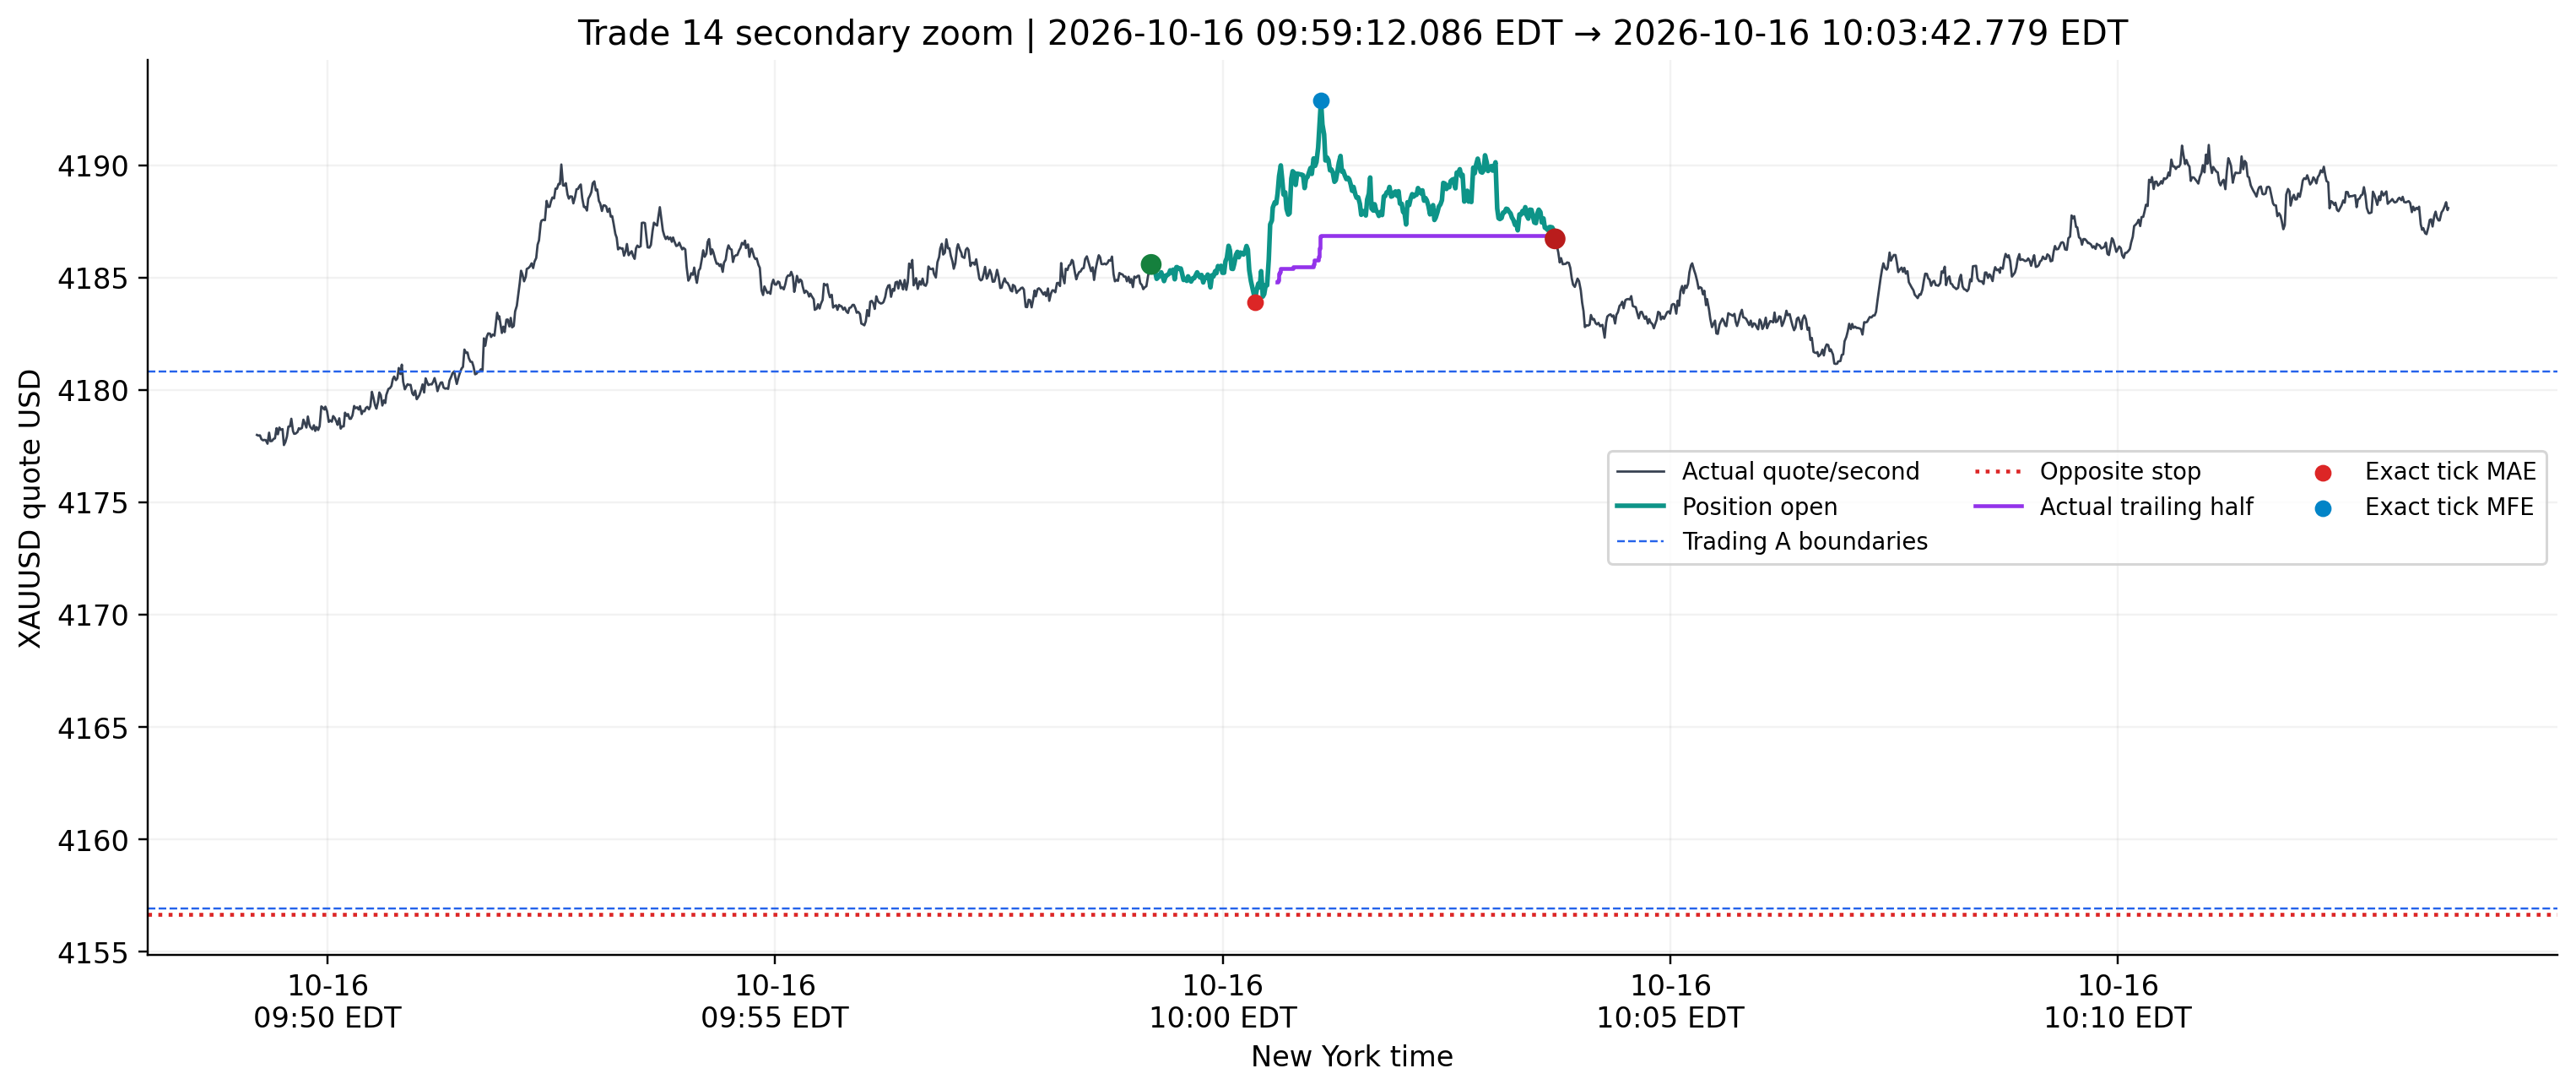 Trade 14 secondary zoom | 2026-10-16 09:59:12.086 EDT → 2026-10-16 10:03:42.779 EDT
XAUUSD quote USD
4190
4185
4180
4175
4170
4165
4160
4155
Actual quote/second
Position open
Trading A boundaries
Opposite stop
Actual trailing half
Exact tick MAE
Exact tick MFE
10-16
09:50 EDT
10-16
09:55 EDT
10-16
10:00 EDT
10-16
10:05 EDT
10-16
10:10 EDT
New York time